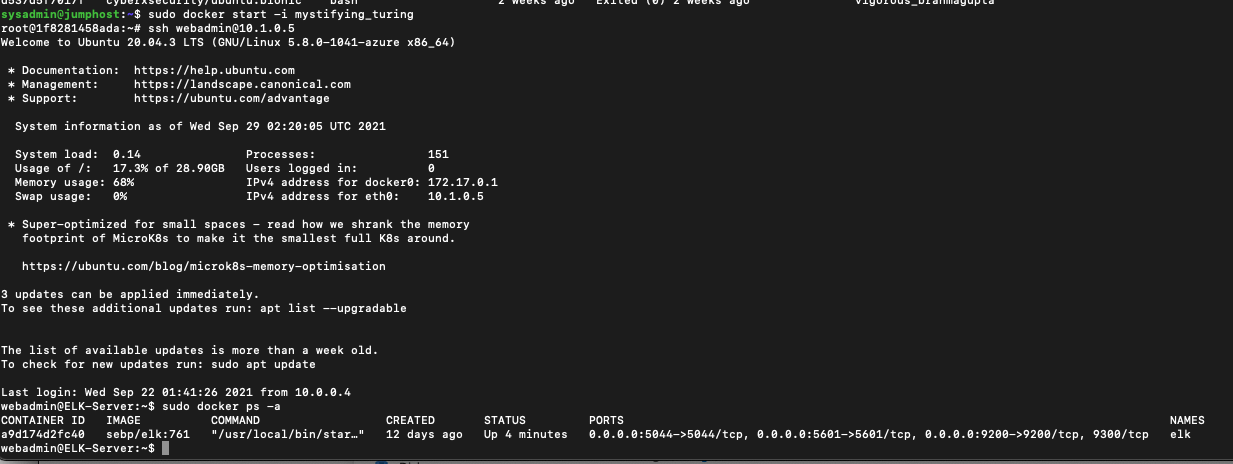 cyberxsecurity/ubuntu:bionic "bash" 2 weeks ago Exited (0) 2 weeks ago vigorous_brahmagupta
sysadmin@jumphost:~$ sudo docker start -i mystifying_turing
root@1f8281458ada:~# ssh webadmin@10.1.0.5
Welcome to Ubuntu 20.04.3 LTS (GNU/Linux 5.8.0-1041-azure x86_64)
* Documentation: https://help.ubuntu.com
* Management: https://landscape.canonical.com
* Support: https://ubuntu.com/advantage
System information as of Wed Sep 29 02:20:05 UTC 2021
System load: 0.14 Processes: 151
Usage of /: 17.3% of 28.90GB Users logged in: 0
Memory usage: 68% IPv4 address for docker0: 172.17.0.1
Swap usage: 0% IPv4 address for eth0: 10.1.0.5
* Super-optimized for small spaces - read how we shrank the memory
footprint of MicroK8s to make it the smallest full K8s around.
https://ubuntu.com/blog/microk8s-memory-optimisation
3 updates can be applied immediately.
To see these additional updates run: apt list --upgradable
The list of available updates is more than a week old.
To check for new updates run: sudo apt update
Last login: Wed Sep 22 01:41:26 2021 from 10.0.0.4
webadmin@ELK-Server:~$ sudo docker ps -a
CONTAINER ID IMAGE COMMAND CREATED STATUS PORTS NAMES
a9d174d2fc40 sebp/elk:761 "/usr/local/bin/star…" 12 days ago Up 4 minutes 0.0.0.0:5044->5044/tcp, 0.0.0.0:5601->5601/tcp, 0.0.0.0:9200->9200/tcp, 9300/tcp elk
webadmin@ELK-Server:~$